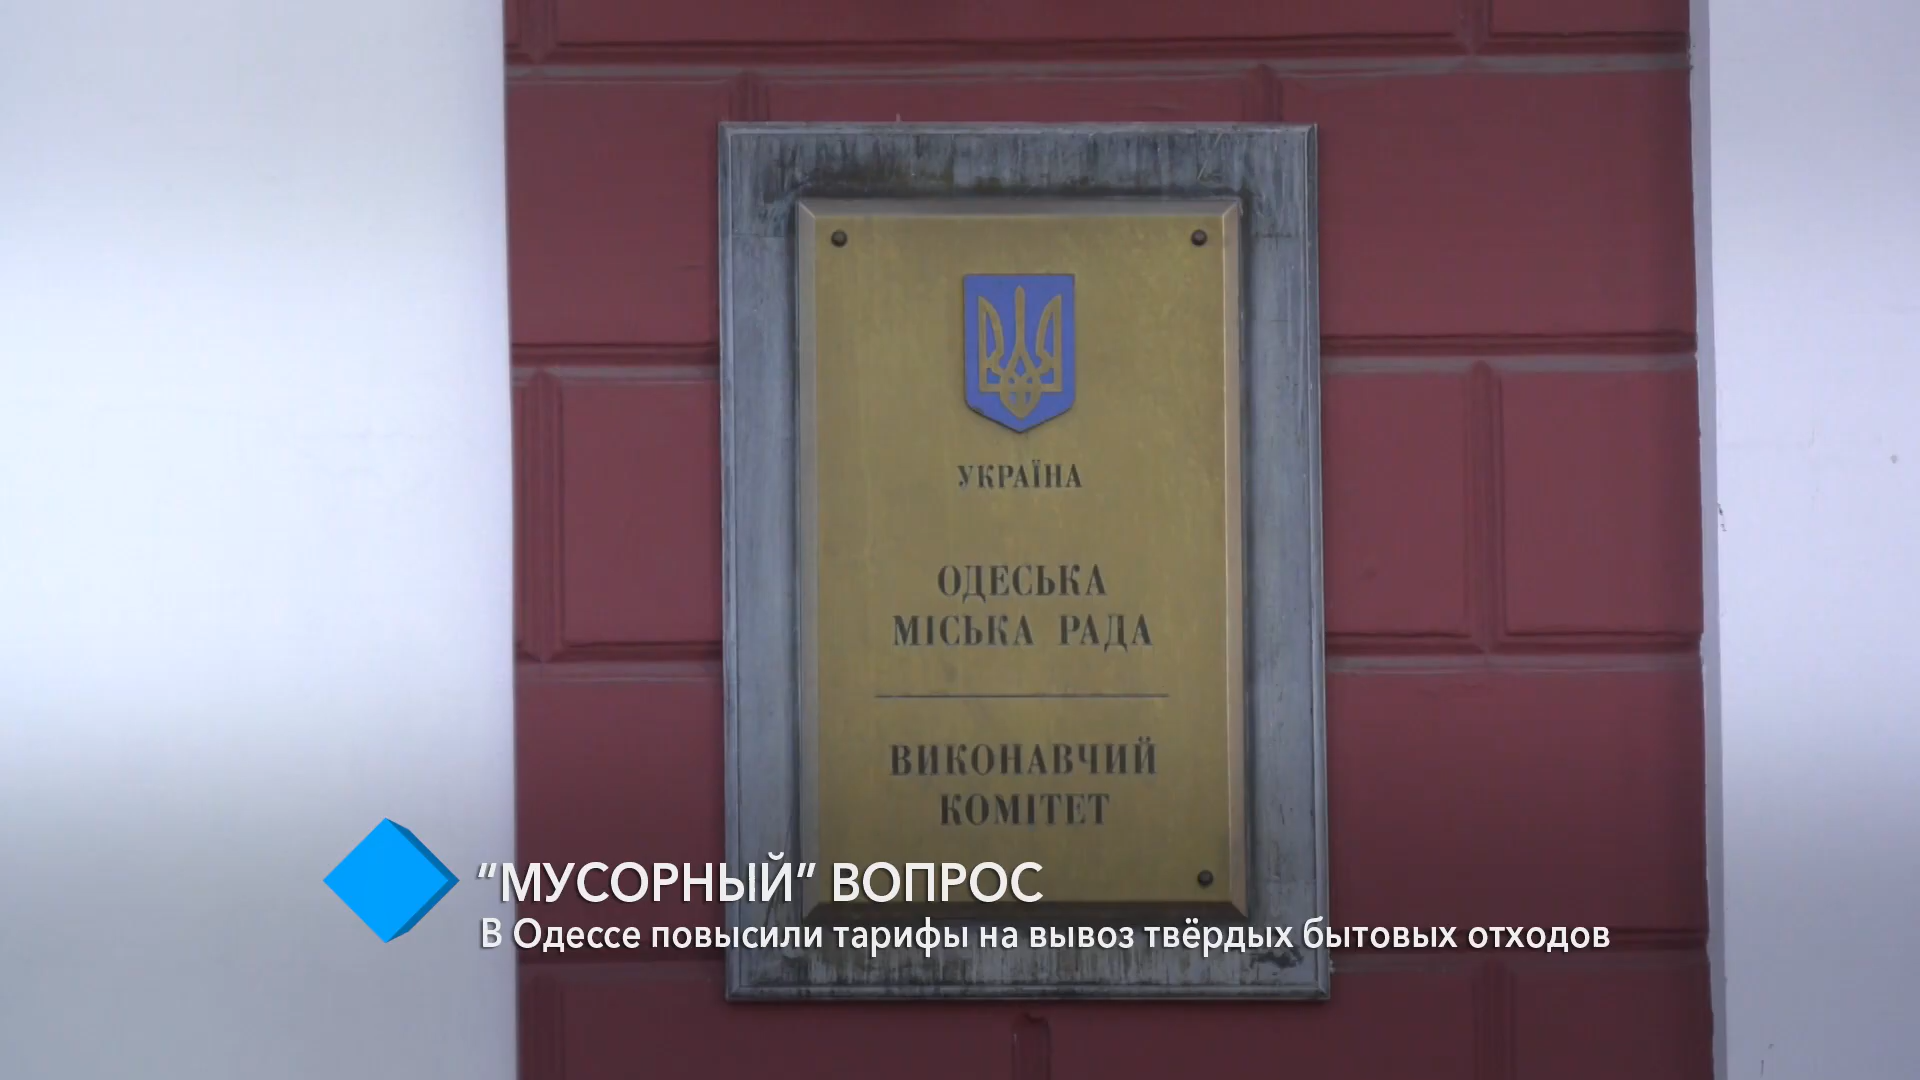 УКРАЇНА
ОДЕСЬКА
МІСЬКА РАДА
ВИКОНАВЧИЙ
КОМІТЕТ
"МУСОРНЫЙ" ВОПРОС
В Одессе повысили тарифы на вывоз твёрдых бытовых отходов